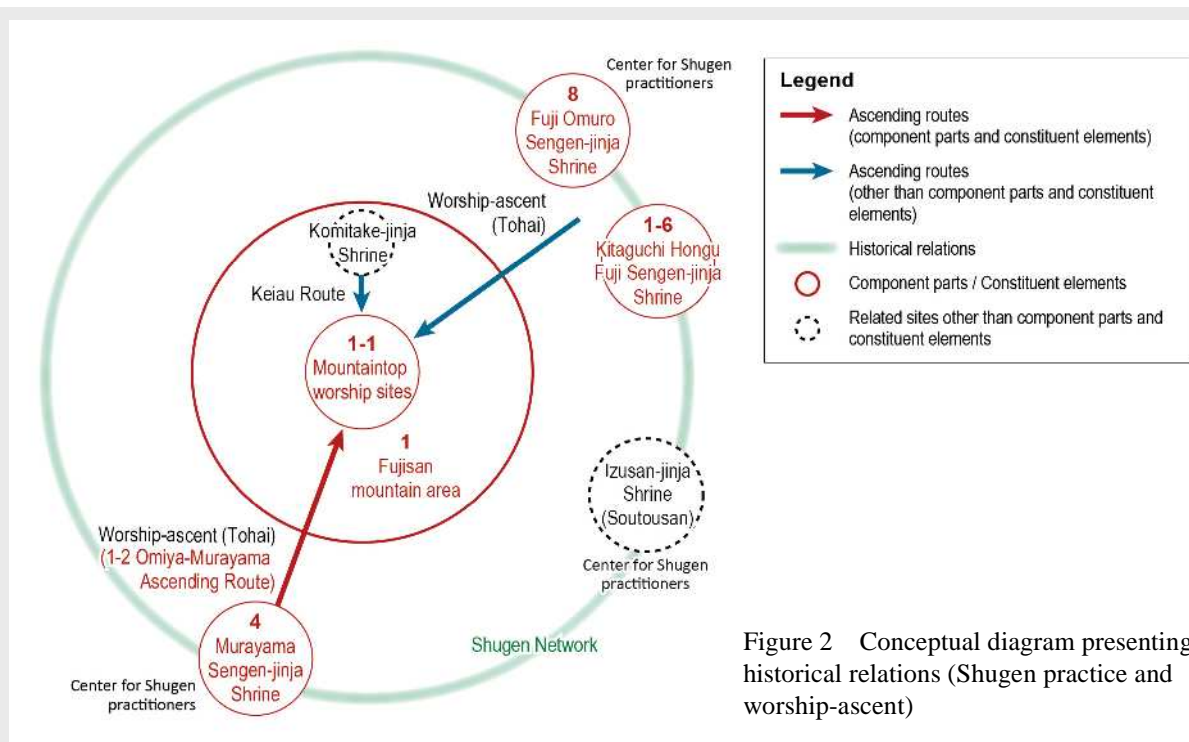 Center for Shugen
practitioners
8
Fuji Omuro
Sengen-jinja
Shrine
Worship-ascent
(Tohai)
1-6
Kitaguchi Hongu
Fuji Sengen-jinja
Shrine
Komitake-jinja
Shrine
Keiau Route
1-1
Mountaintop
worship sites
1
Fujisan
mountain area
Izusan-jinja
Shrine
(Soutousan)
Center for Shugen
practitioners
Worship-ascent (Tohai)
(1-2 Omiya-Murayama
Ascending Route)
4
Murayama
Sengen-jinja
Shrine
Center for Shugen
practitioners
Shugen Network
Legend
Ascending routes
(component parts and constituent elements)
Ascending routes
(other than component parts and constituent
elements)
Historical relations
Component parts / Constituent elements
Related sites other than component parts and
constituent elements
Figure 2 Conceptual diagram presenting
historical relations (Shugen practice and
worship-ascent)